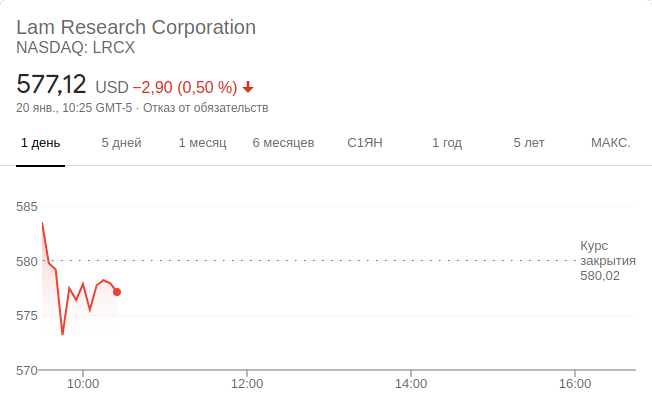 Lam Research Corporation
NASDAQ: LRCX
577,12 USD −2,90 (0,50 %)
20 янв., 10:25 GMT-5 · Отказ от обязательств
1 день 5 дней 1 месяц 6 месяцев С1ЯН 1 год 5 лет МАКС.
585
580
575
570
Курс
закрытия
580,02
10:00 12:00 14:00 16:00